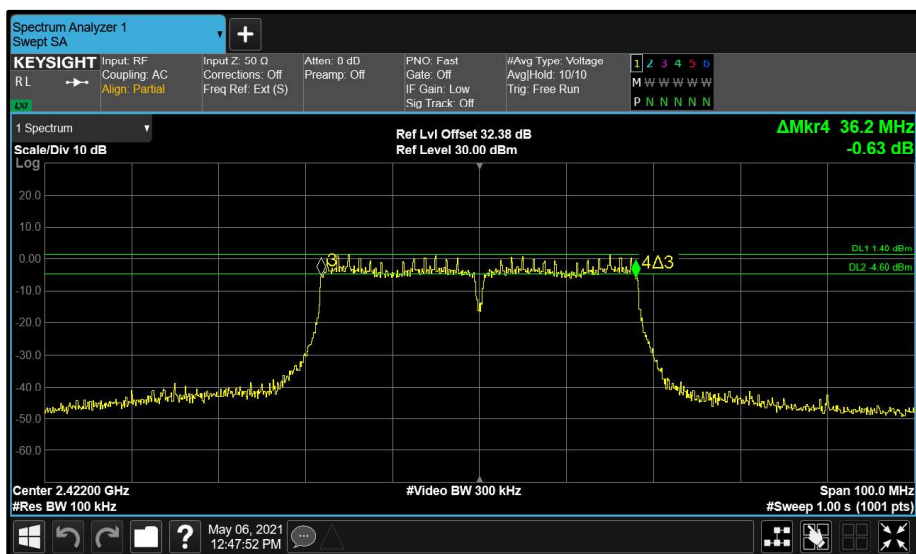 Spectrum Analyzer 1
Swept SA
+
KEYSIGHT
RL
LXI
Input: RF
Coupling: AC
Align: Partial
Input Z: 50 Ω
Corrections: Off
Freq Ref: Ext (S)
Atten: 0 dB
Preamp: Off
PNO: Fast
Gate: Off
IF Gain: Low
Sig Track: Off
#Avg Type: Voltage
Avg|Hold: 10/10
Trig: Free Run
1 2 3 4 5 6
M W W W W W
P N N N N N
1 Spectrum
Scale/Div 10 dB
Log
Ref Lvl Offset 32.38 dB
Ref Level 30.00 dBm
ΔMkr4 36.2 MHz
-0.63 dB
20.0
10.0
0.00
-10.0
-20.0
-30.0
-40.0
-50.0
-60.0
DL1 1.40 dBm
DL2 -4.60 dBm
3
4Δ3
Center 2.42200 GHz
#Res BW 100 kHz
#Video BW 300 kHz
Span 100.0 MHz
#Sweep 1.00 s (1001 pts)
?
May 06, 2021
12:47:52 PM